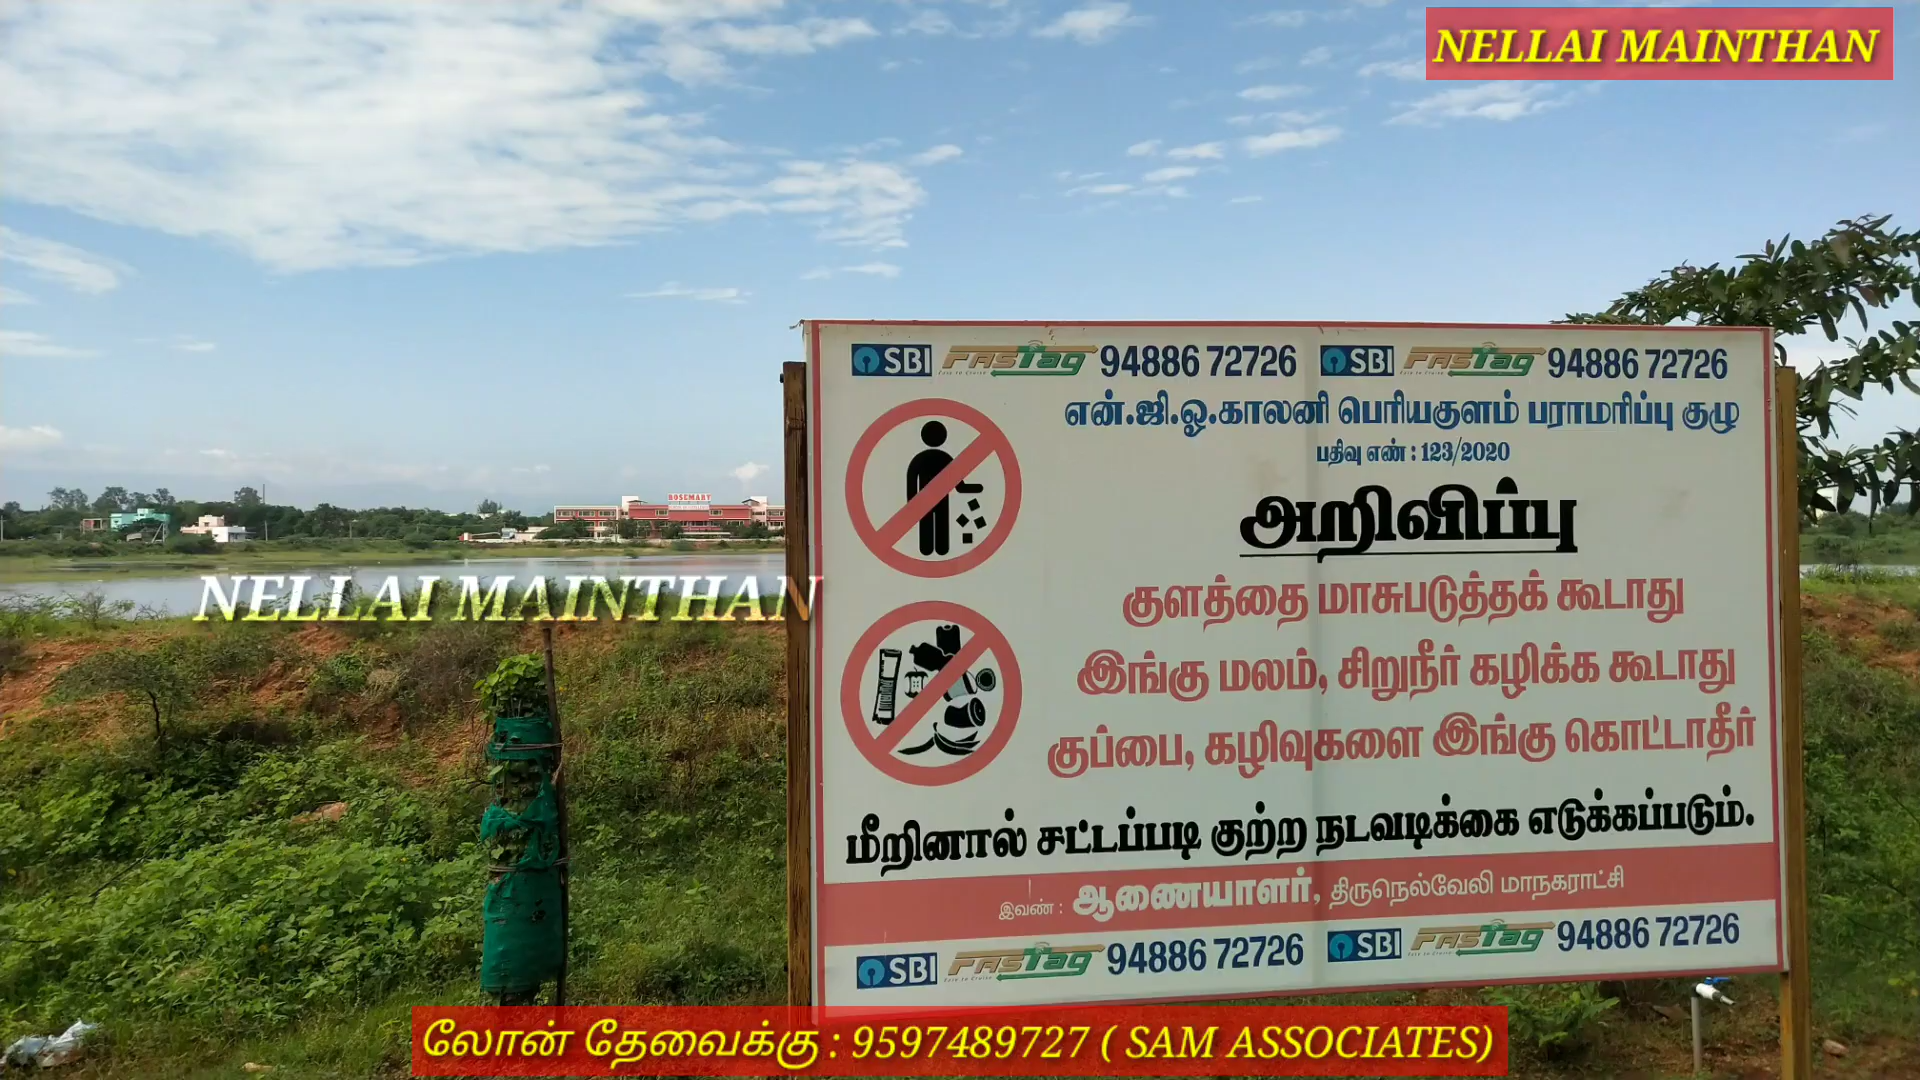 NELLAI MAINTHAN
SBI FASTag 94886 72726 SBI FASTag 94886 72726
என்.ஜி.ஓ.காலனி பெரியகுளம் பராமரிப்பு குழு
பதிவு எண் : 123/2020
அறிவிப்பு
குளத்தை மாசுபடுத்தக் கூடாது
இங்கு மலம், சிறுநீர் கழிக்க கூடாது
குப்பை, கழிவுகளை இங்கு கொட்டாதீர்
மீறினால் சட்டப்படி குற்ற நடவடிக்கை எடுக்கப்படும்.
இவண் : ஆணையாளர், திருநெல்வேலி மாநகராட்சி
SBI FASTag 94886 72726 SBI FASTag 94886 72726
ROSEMARY
NELLAI MAINTHAN
லோன் தேவைக்கு : 9597489727 ( SAM ASSOCIATES)